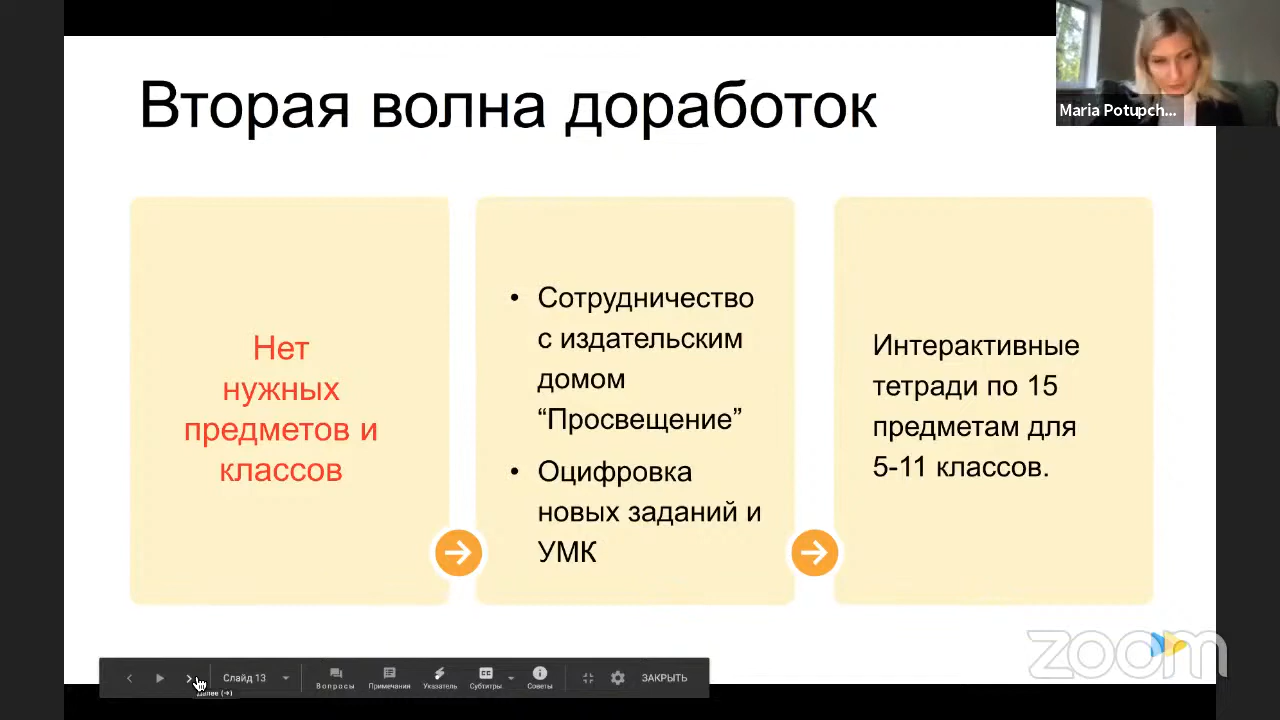 Вторая волна доработок
Maria Potupch...
Нет
нужных
предметов и
классов
• Сотрудничество
с издательским
домом
“Просвещение”
• Оцифровка
новых заданий и
УМК
Интерактивные
тетради по 15
предметам для
5-11 классов.
zoom
Слайд 13
Вопросы
Примечания
Указатель
Субтитры
Советы
ЗАКРЫТЬ
Далее (→)